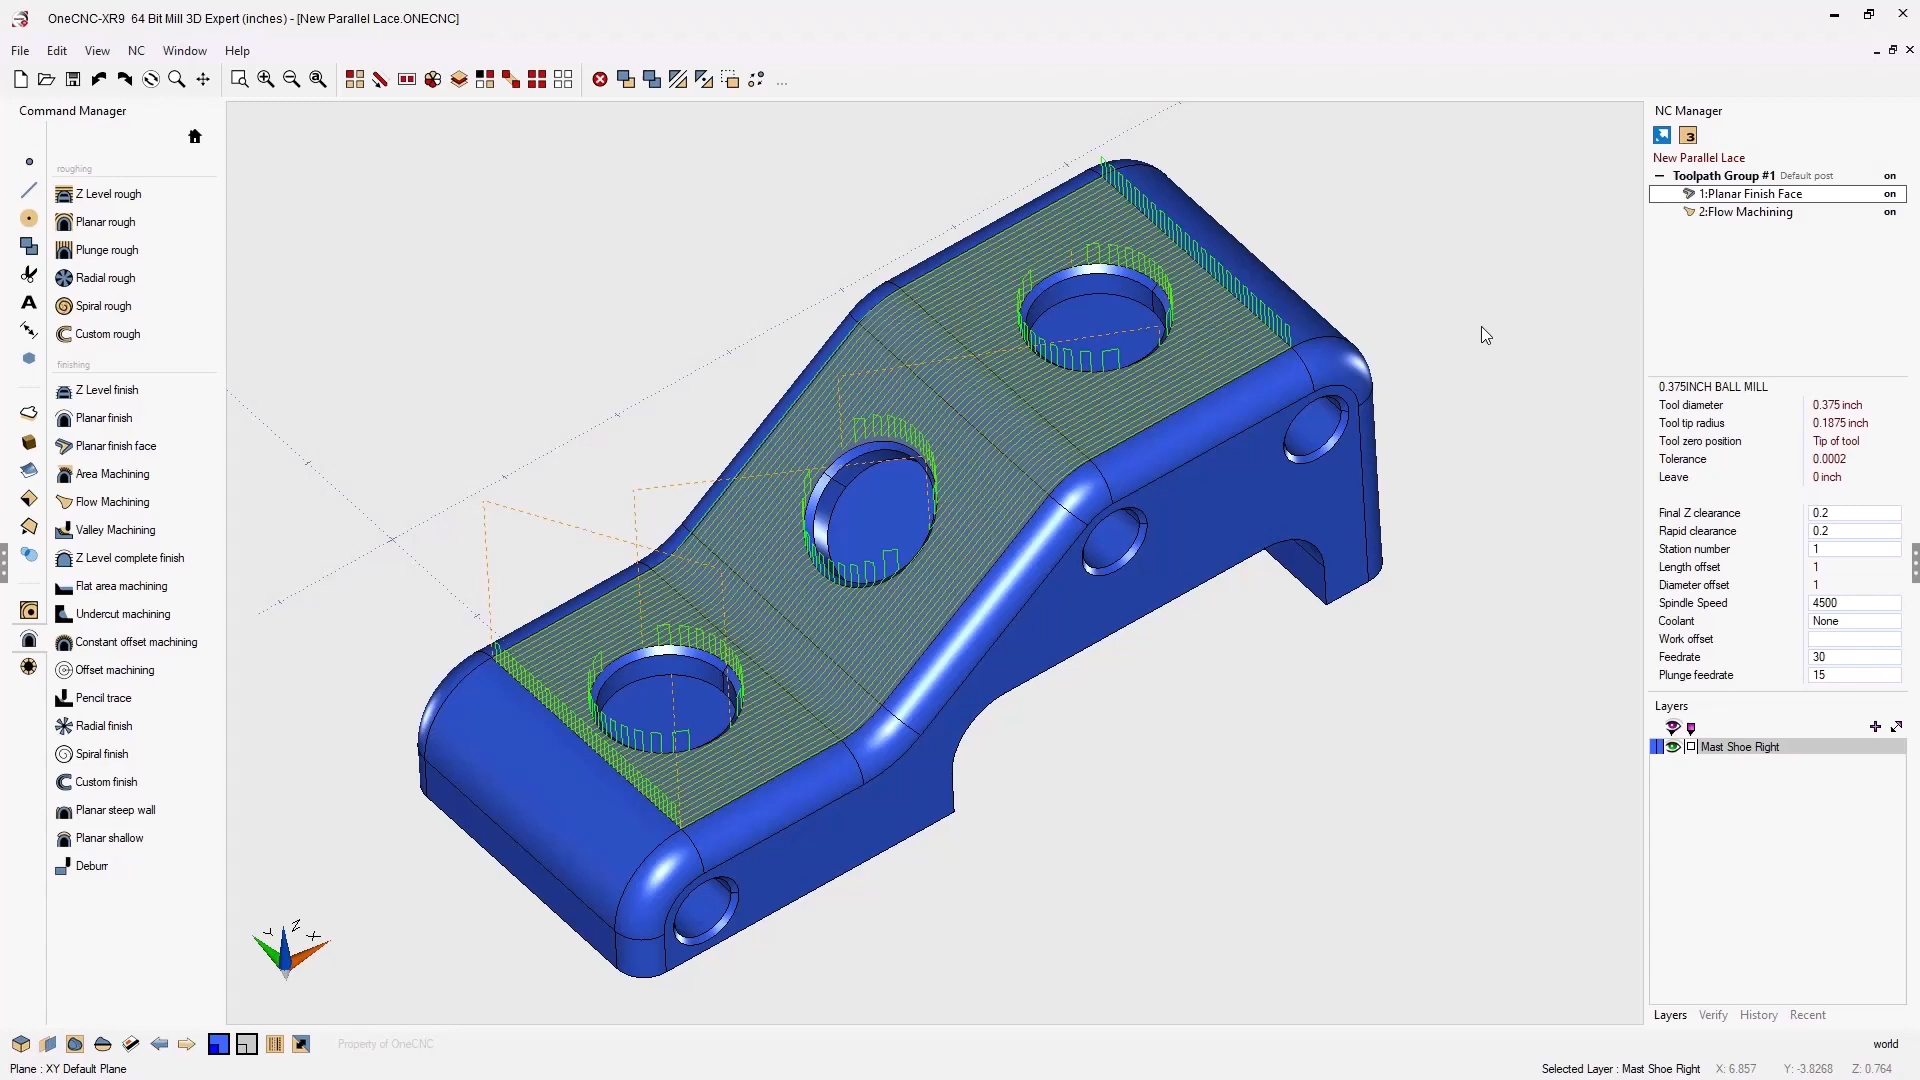 OneCNC-XR9 64 Bit Mill 3D Expert (inches) - [New Parallel Lace.ONECNC]
File Edit View NC Window Help
Command Manager
roughing
Z Level rough
Planar rough
Plunge rough
Radial rough
Spiral rough
Custom rough
finishing
Z Level finish
Planar finish
Planar finish face
Area Machining
Flow Machining
Valley Machining
Z Level complete finish
Flat area machining
Undercut machining
Constant offset machining
Offset machining
Pencil trace
Radial finish
Spiral finish
Custom finish
Planar steep wall
Planar shallow
Deburr
A
Z
Y
X
NC Manager
3
New Parallel Lace
Toolpath Group #1 Default post on
1:Planar Finish Face on
2:Flow Machining on
0.375INCH BALL MILL
Tool diameter 0.375 inch
Tool tip radius 0.1875 inch
Tool zero position Tip of tool
Tolerance 0.0002
Leave 0 inch
Final Z clearance 0.2
Rapid clearance 0.2
Station number 1
Length offset 1
Diameter offset 1
Spindle Speed 4500
Coolant None
Work offset
Feedrate 30
Plunge feedrate 15
Layers
Mast Shoe Right
Layers Verify History Recent
Property of OneCNC
world
Plane : XY Default Plane
Selected Layer : Mast Shoe Right X: 6.857 Y: -3.8268 Z: 0.764